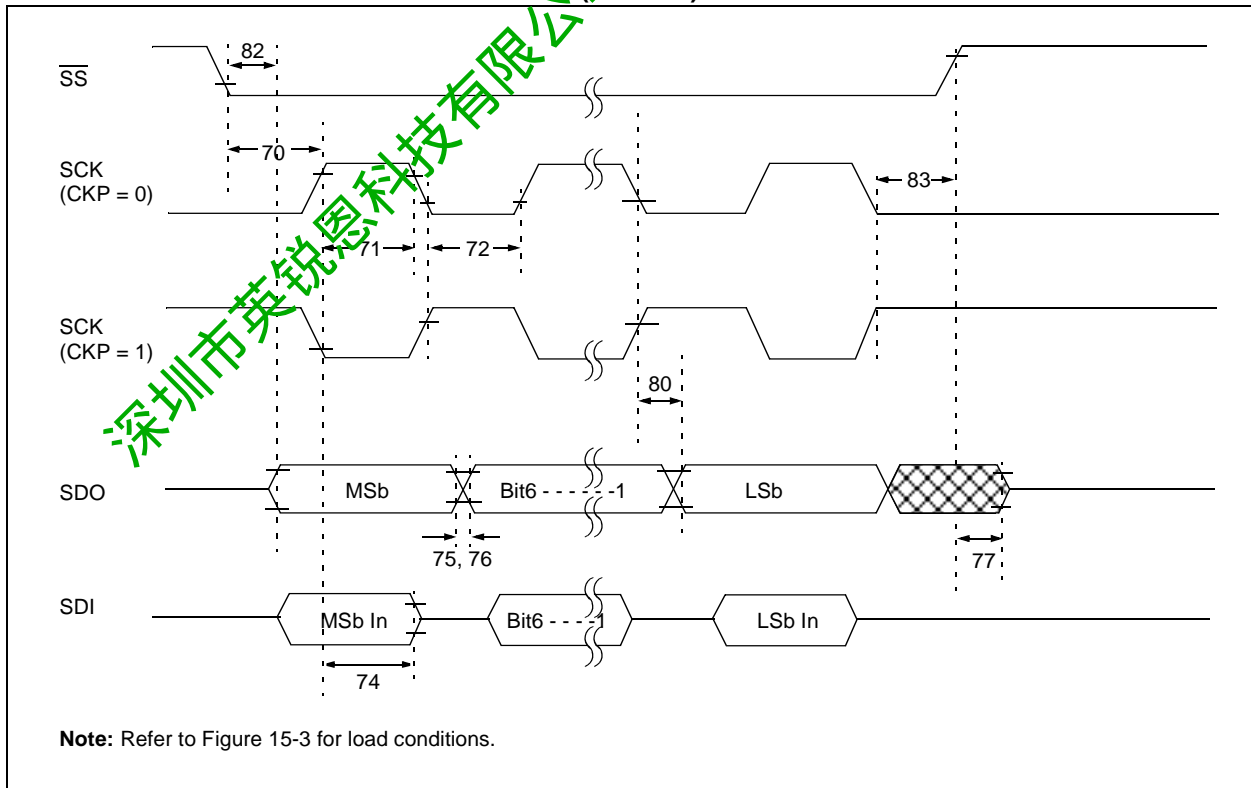 82
SS
70
SCK
(CKP = 0)
83
71
72
SCK
(CKP = 1)
80
SDO
MSb
Bit6 - - - - - -1
LSb
75, 76
77
SDI
MSb In
Bit6 - - - -1
LSb In
74
Note: Refer to Figure 15-3 for load conditions.
深圳市英锐恩科技有限公